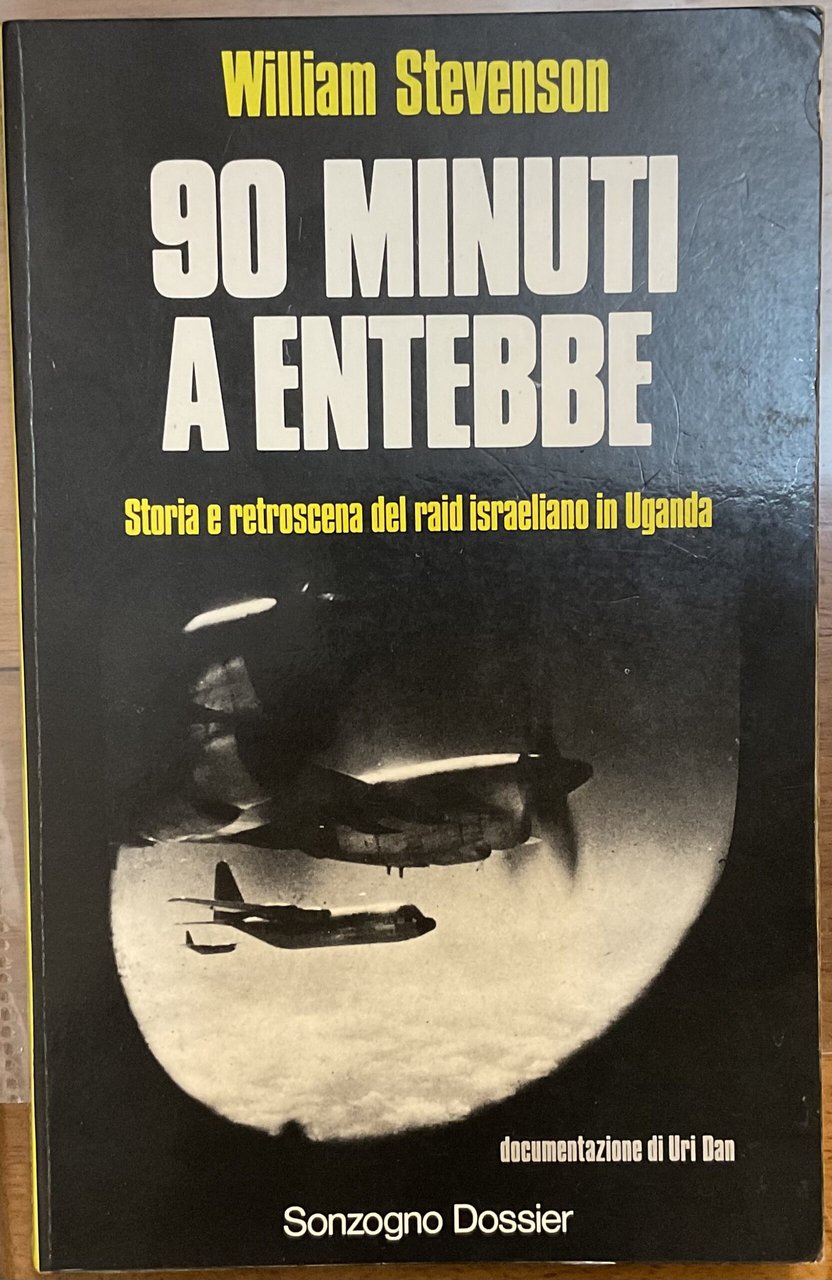 William Stevenson
90 MINUTI
A ENTEBBE
Storia e retroscena del raid israeliano in Uganda
documentazione di Uri Dan
Sonzogno Dossier